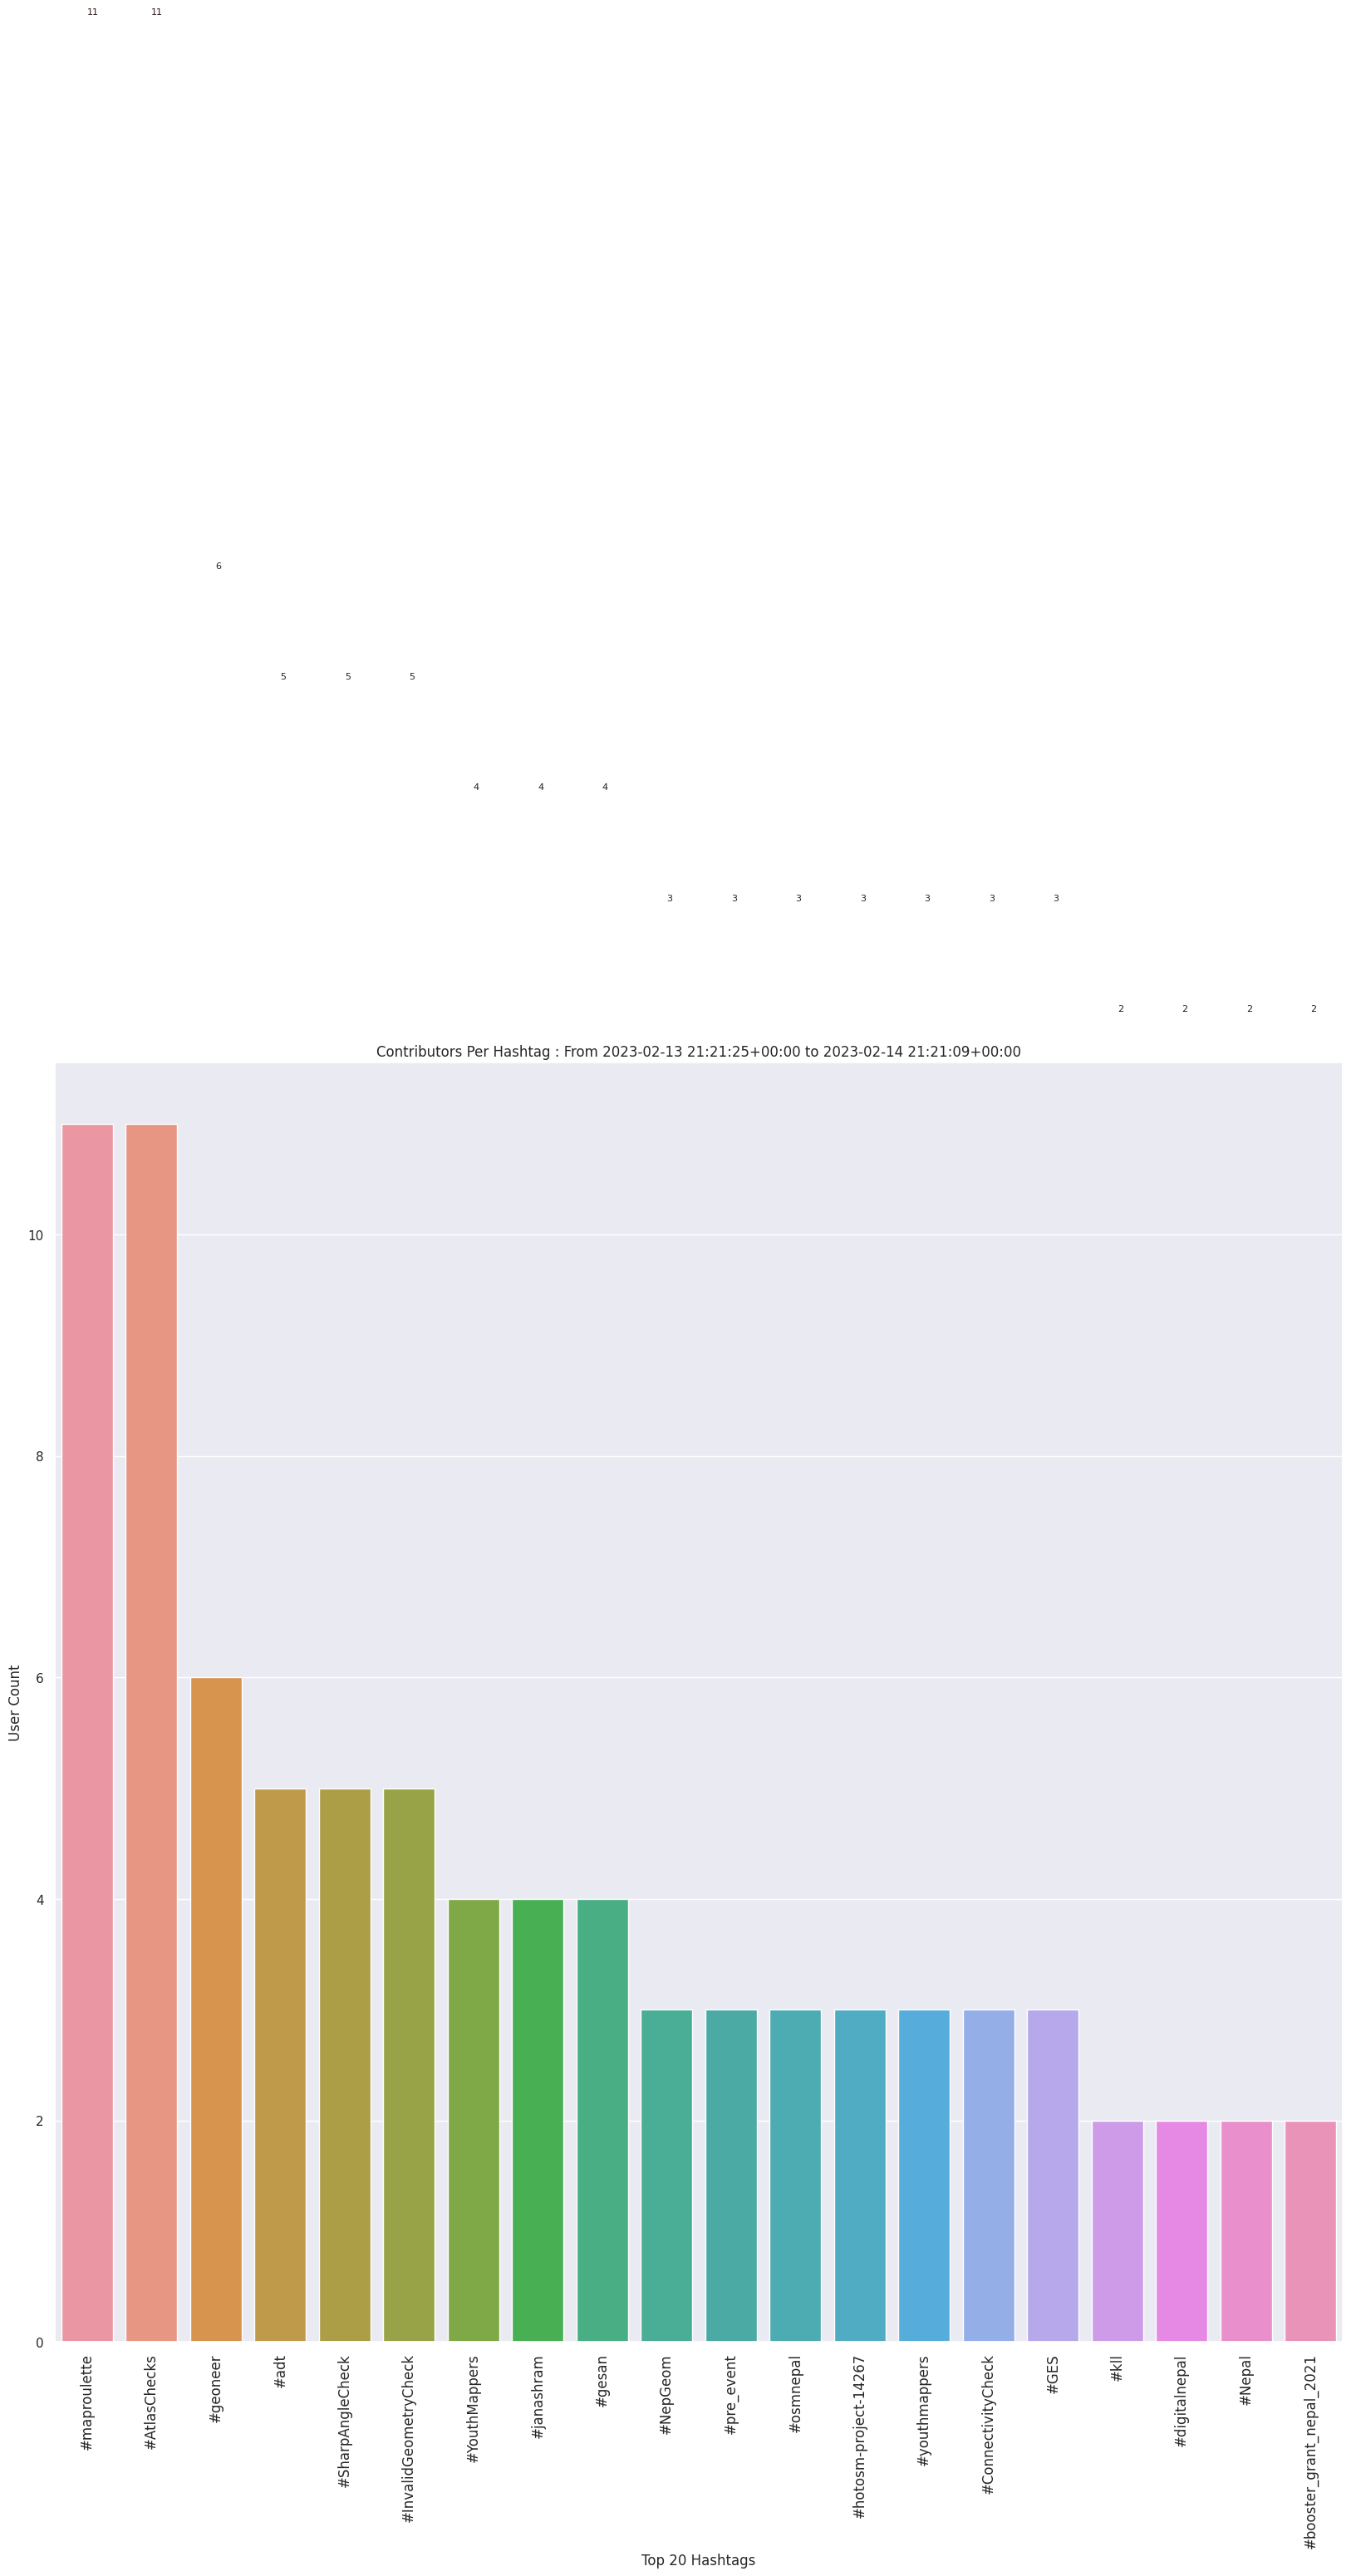 11 11
6
5 5 5
4 4 4
3 3 3 3 3 3 3
2 2 2 2
Contributors Per Hashtag : From 2023-02-13 21:21:25+00:00 to 2023-02-14 21:21:09+00:00
User Count
10
8
6
4
2
0
#maproulette
#AtlasChecks
#geoneer
#adt
#SharpAngleCheck
#InvalidGeometryCheck
#YouthMappers
#janashram
#gesan
#NepGeom
#pre_event
#osmnepal
#hotosm-project-14267
#youthmappers
#ConnectivityCheck
#GES
#kll
#digitalnepal
#Nepal
#booster_grant_nepal_2021
Top 20 Hashtags